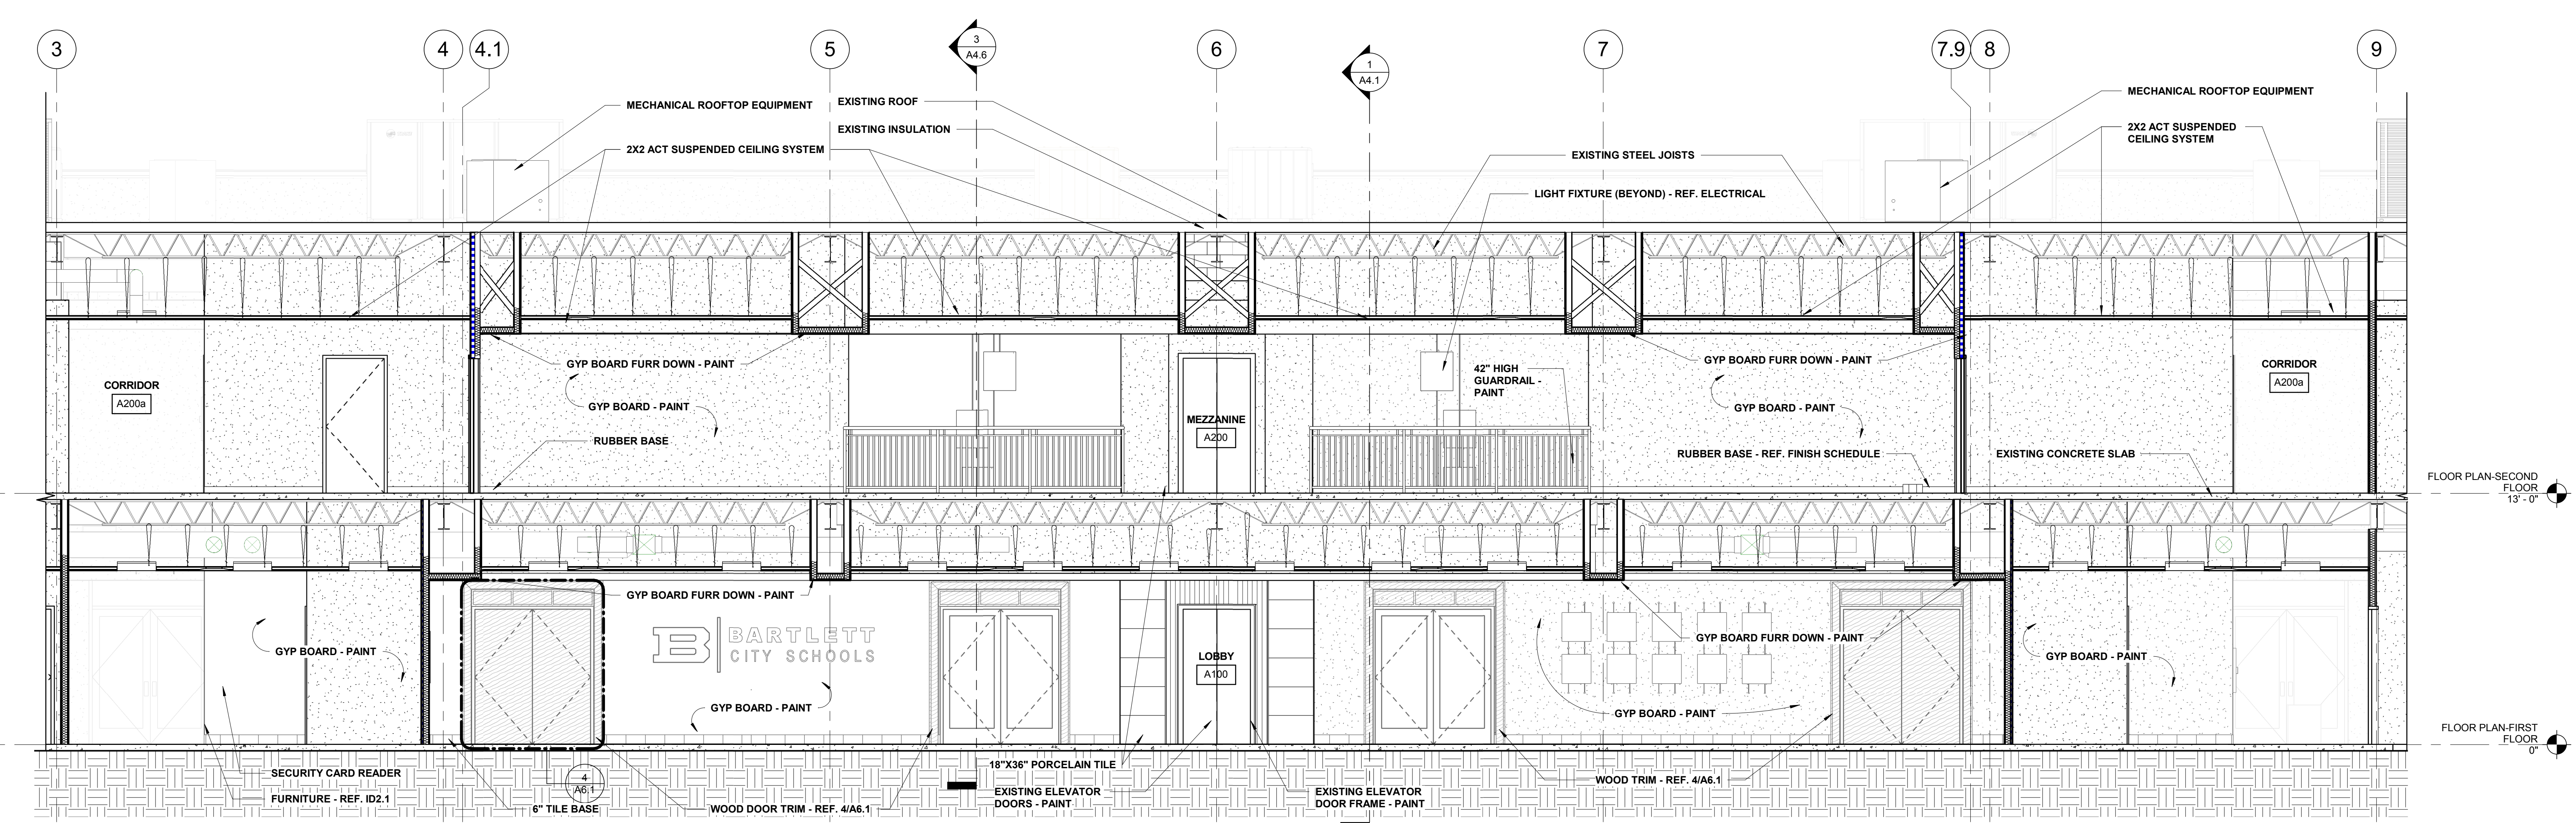 3
4
4.1
5
3
A4.6
6
1
A4.1
7
7.9
8
9
MECHANICAL ROOFTOP EQUIPMENT
EXISTING ROOF
EXISTING INSULATION
2X2 ACT SUSPENDED CEILING SYSTEM
EXISTING STEEL JOISTS
LIGHT FIXTURE (BEYOND) - REF. ELECTRICAL
MECHANICAL ROOFTOP EQUIPMENT
2X2 ACT SUSPENDED
CEILING SYSTEM
CORRIDOR
A200a
GYP BOARD FURR DOWN - PAINT
GYP BOARD - PAINT
RUBBER BASE
MEZZANINE
A200
42" HIGH
GUARDRAIL -
PAINT
GYP BOARD FURR DOWN - PAINT
GYP BOARD - PAINT
RUBBER BASE - REF. FINISH SCHEDULE
CORRIDOR
A200a
EXISTING CONCRETE SLAB
FLOOR PLAN-SECOND
FLOOR
13' - 0"
GYP BOARD FURR DOWN - PAINT
GYP BOARD - PAINT
B
BARTLETT
CITY SCHOOLS
GYP BOARD - PAINT
LOBBY
A100
GYP BOARD FURR DOWN - PAINT
GYP BOARD - PAINT
GYP BOARD - PAINT
FLOOR PLAN-FIRST
FLOOR
0"
SECURITY CARD READER
FURNITURE - REF. ID2.1
4
A6.1
6" TILE BASE
WOOD DOOR TRIM - REF. 4/A6.1
18"X36" PORCELAIN TILE
EXISTING ELEVATOR
DOORS - PAINT
EXISTING ELEVATOR
DOOR FRAME - PAINT
WOOD TRIM - REF. 4/A6.1